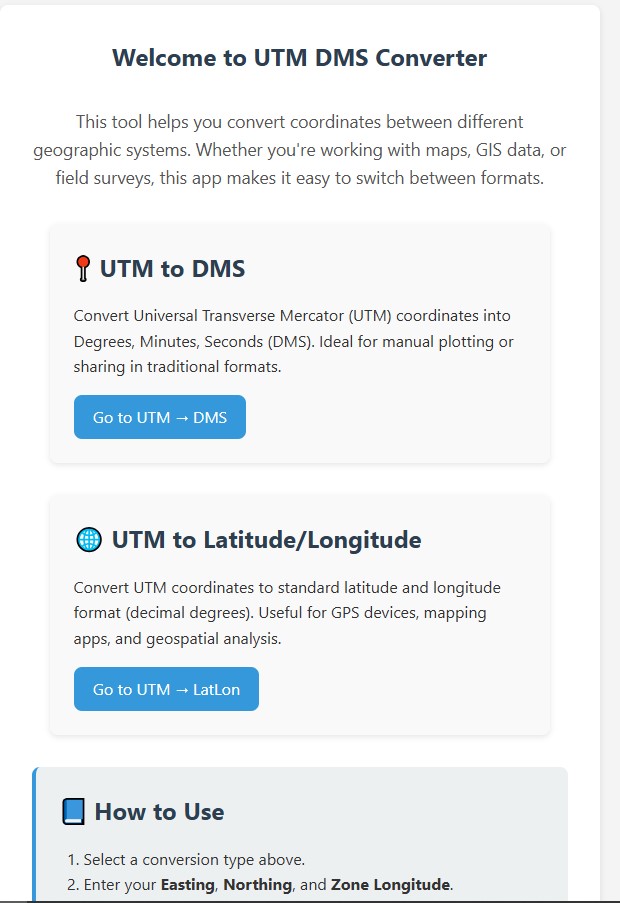 Welcome to UTM DMS Converter
This tool helps you convert coordinates between different
geographic systems. Whether you're working with maps, GIS data, or
field surveys, this app makes it easy to switch between formats.
UTM to DMS
Convert Universal Transverse Mercator (UTM) coordinates into
Degrees, Minutes, Seconds (DMS). Ideal for manual plotting or
sharing in traditional formats.
Go to UTM → DMS
UTM to Latitude/Longitude
Convert UTM coordinates to standard latitude and longitude
format (decimal degrees). Useful for GPS devices, mapping
apps, and geospatial analysis.
Go to UTM → LatLon
How to Use
1. Select a conversion type above.
2. Enter your Easting, Northing, and Zone Longitude.